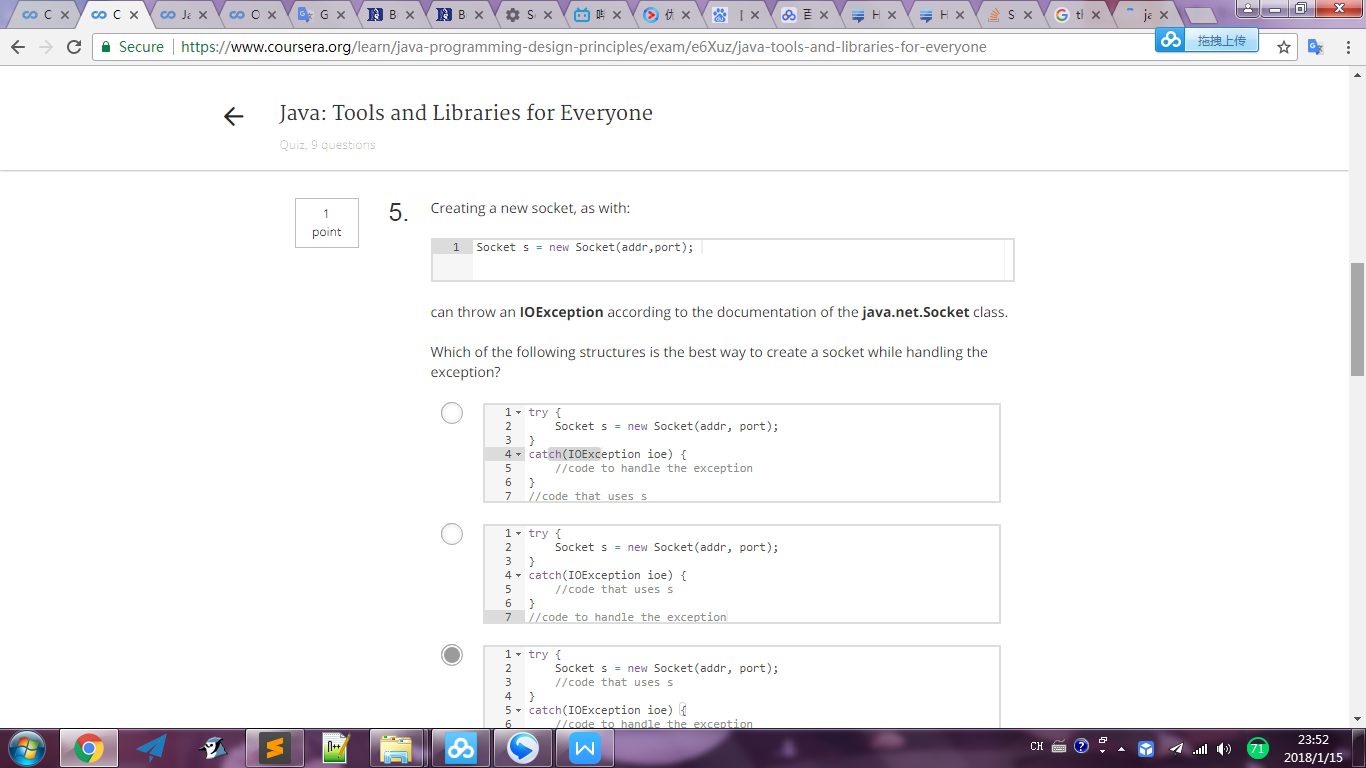 C
C
Ja
C
G
B
B
Se
优
百
H
H
S
G th
ja
Secure
https://www.coursera.org/learn/java-programming-design-principles/exam/e6Xuz/java-tools-and-libraries-for-everyone
拖拽上传
Java: Tools and Libraries for Everyone
Quiz, 9 questions
1
point
5.
Creating a new socket, as with:
1 Socket s = new Socket(addr,port);
can throw an IOException according to the documentation of the java.net.Socket class.
Which of the following structures is the best way to create a socket while handling the
exception?
1 try {
2 Socket s = new Socket(addr, port);
3 }
4 catch(IOException ioe) {
5 //code to handle the exception
6 }
7 //code that uses s
1 try {
2 Socket s = new Socket(addr, port);
3 }
4 catch(IOException ioe) {
5 //code that uses s
6 }
7 //code to handle the exception
1 try {
2 Socket s = new Socket(addr, port);
3 //code that uses s
4 }
5 catch(IOException ioe) {
6 //code to handle the exception
CH
71
23:52
2018/1/15